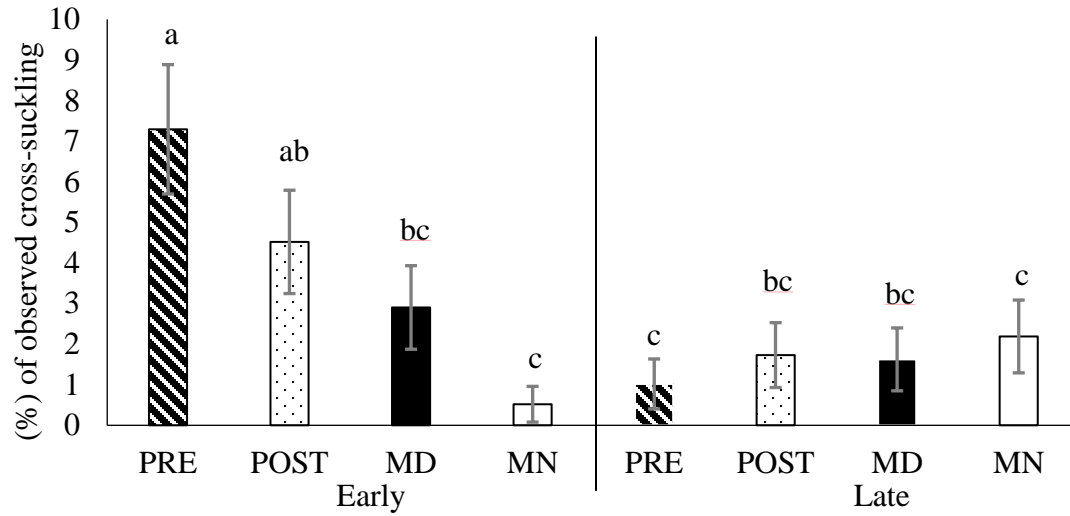 (%) of observed cross-suckling
10
9
8
7
6
5
4
3
2
1
0
a
ab
bc
c
c
bc
bc
c
PRE POST MD MN PRE POST MD MN
Early Late